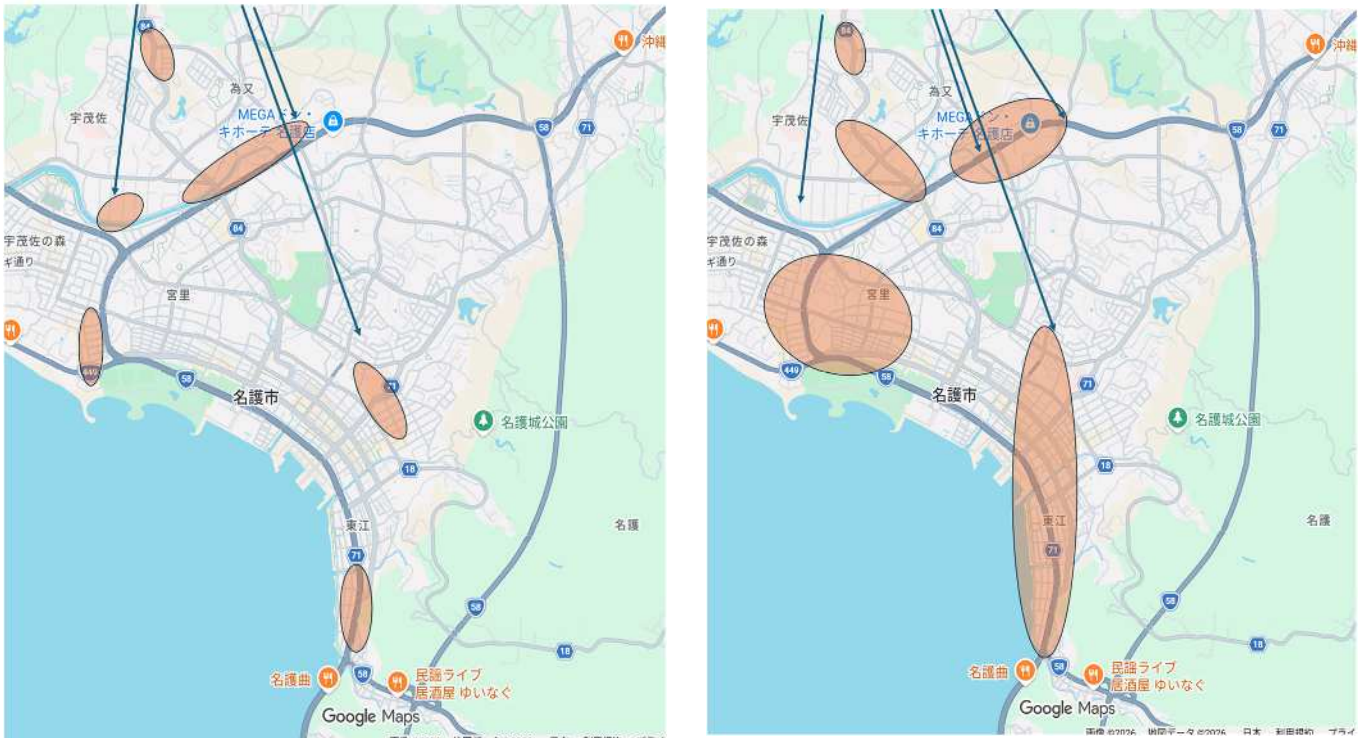 84
沖縄
為又
宇茂佐
MEGAドン・
キホーテ 名護店
58
71
84
宇茂佐の森
ギ通り
宮里
449
58
名護市
71
名護城公園
18
東江
名護
71
58
18
名護曲
58
民謡ライブ
居酒屋 ゆいなぐ
Google Maps
84
沖縄
為又
宇茂佐
MEGAドン・
キホーテ 名護店
58
71
84
宇茂佐の森
ギ通り
宮里
449
58
名護市
71
名護城公園
18
東江
名護
71
58
18
名護曲
58
民謡ライブ
居酒屋 ゆいなぐ
Google Maps
画像 ©2026 地図データ ©2026 日本 利用規約 プライ